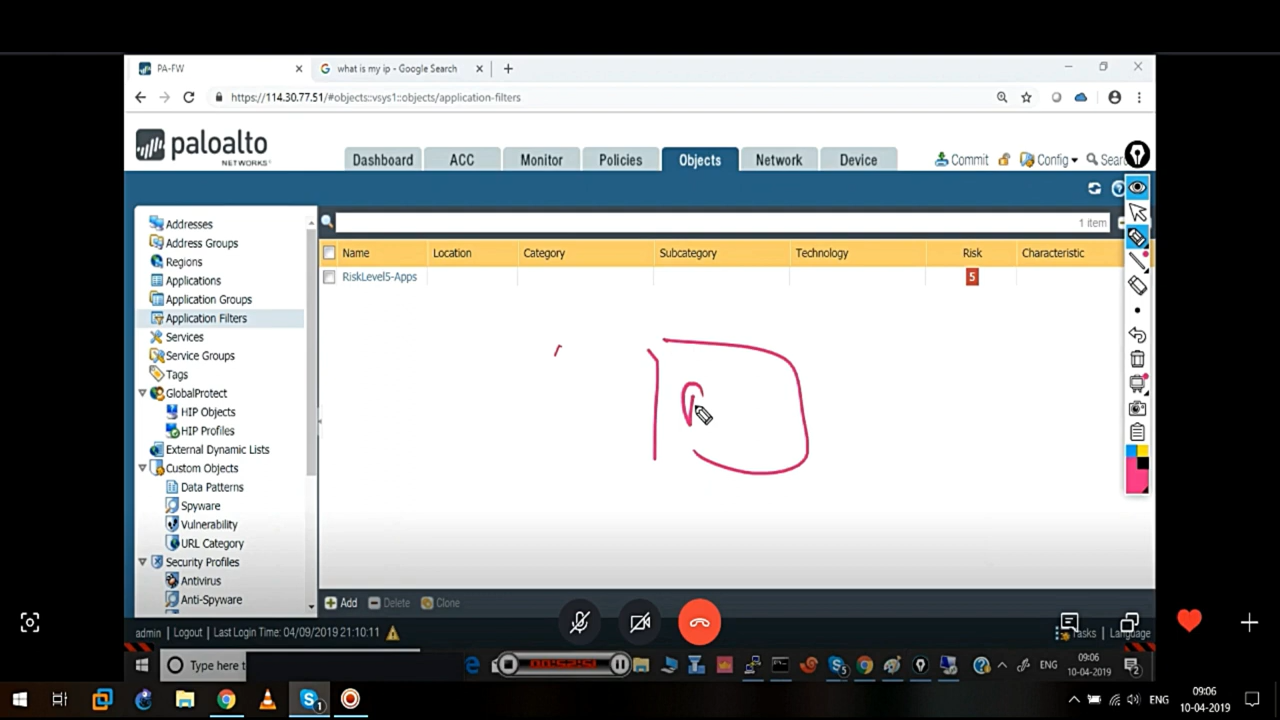 PA-FW
what is my ip - Google Search
https://114.30.77.51/#objects::vsys1::objects/application-filters
paloalto
NETWORKS
Dashboard ACC Monitor Policies Objects Network Device
Commit Config
1 item
Name Location Category Subcategory Technology Risk Characteristic
RiskLevel5-Apps 5
Addresses
Address Groups
Regions
Applications
Application Groups
Application Filters
Services
Service Groups
Tags
GlobalProtect
HIP Objects
HIP Profiles
External Dynamic Lists
Custom Objects
Data Patterns
Spyware
Vulnerability
URL Category
Security Profiles
Antivirus
Anti-Spyware
Add Delete Clone
admin | Logout | Last Login Time: 04/09/2019 21:10:11
Language
Type here t
ENG
09:06
10-04-2019
2
ENG
09:06
10-04-2019